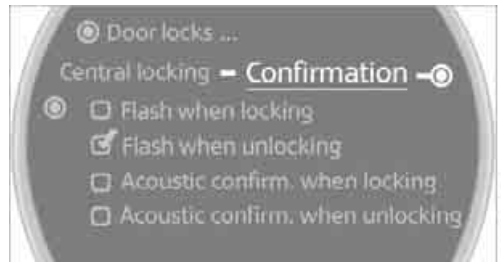 Door locks ...
Central locking - Confirmation
Flash when locking
Flash when unlocking
Acoustic confirm. when locking
Acoustic confirm. when unlocking